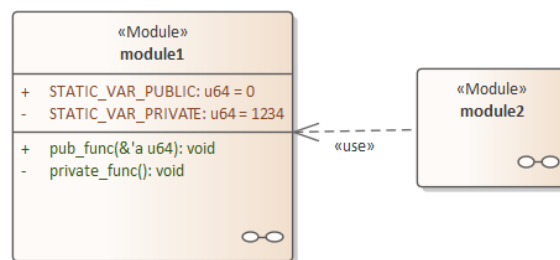 «Module»
module1
+ STATIC_VAR_PUBLIC: u64 = 0
- STATIC_VAR_PRIVATE: u64 = 1234
+ pub_func(&'a u64): void
- private_func(): void
«use»
«Module»
module2